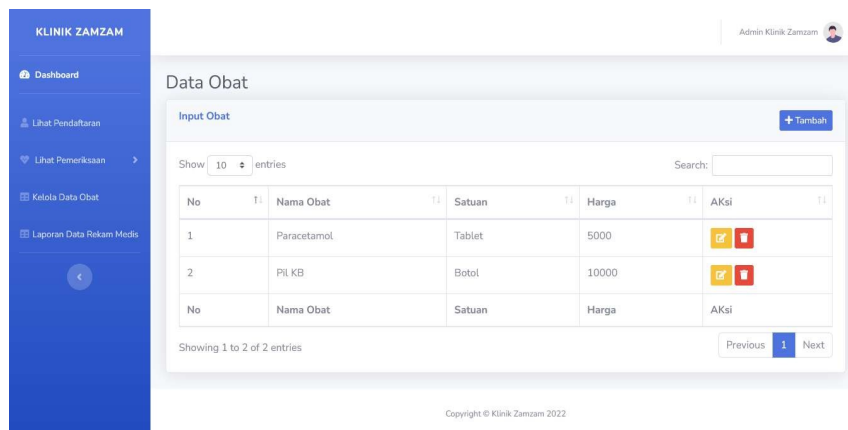 KLINIK ZAMZAM
Admin Klinik Zamzam
Dashboard
Lihat Pendaftaran
Lihat Pemeriksaan
Kelola Data Obat
Laporan Data Rekam Medis
Data Obat
Input Obat
Tambah
Show 10 entries
Search:
No Nama Obat Satuan Harga AKsi
1 Paracetamol Tablet 5000
2 Pil KB Botol 10000
No Nama Obat Satuan Harga AKsi
Showing 1 to 2 of 2 entries
Previous 1 Next
Copyright © Klinik Zamzam 2022